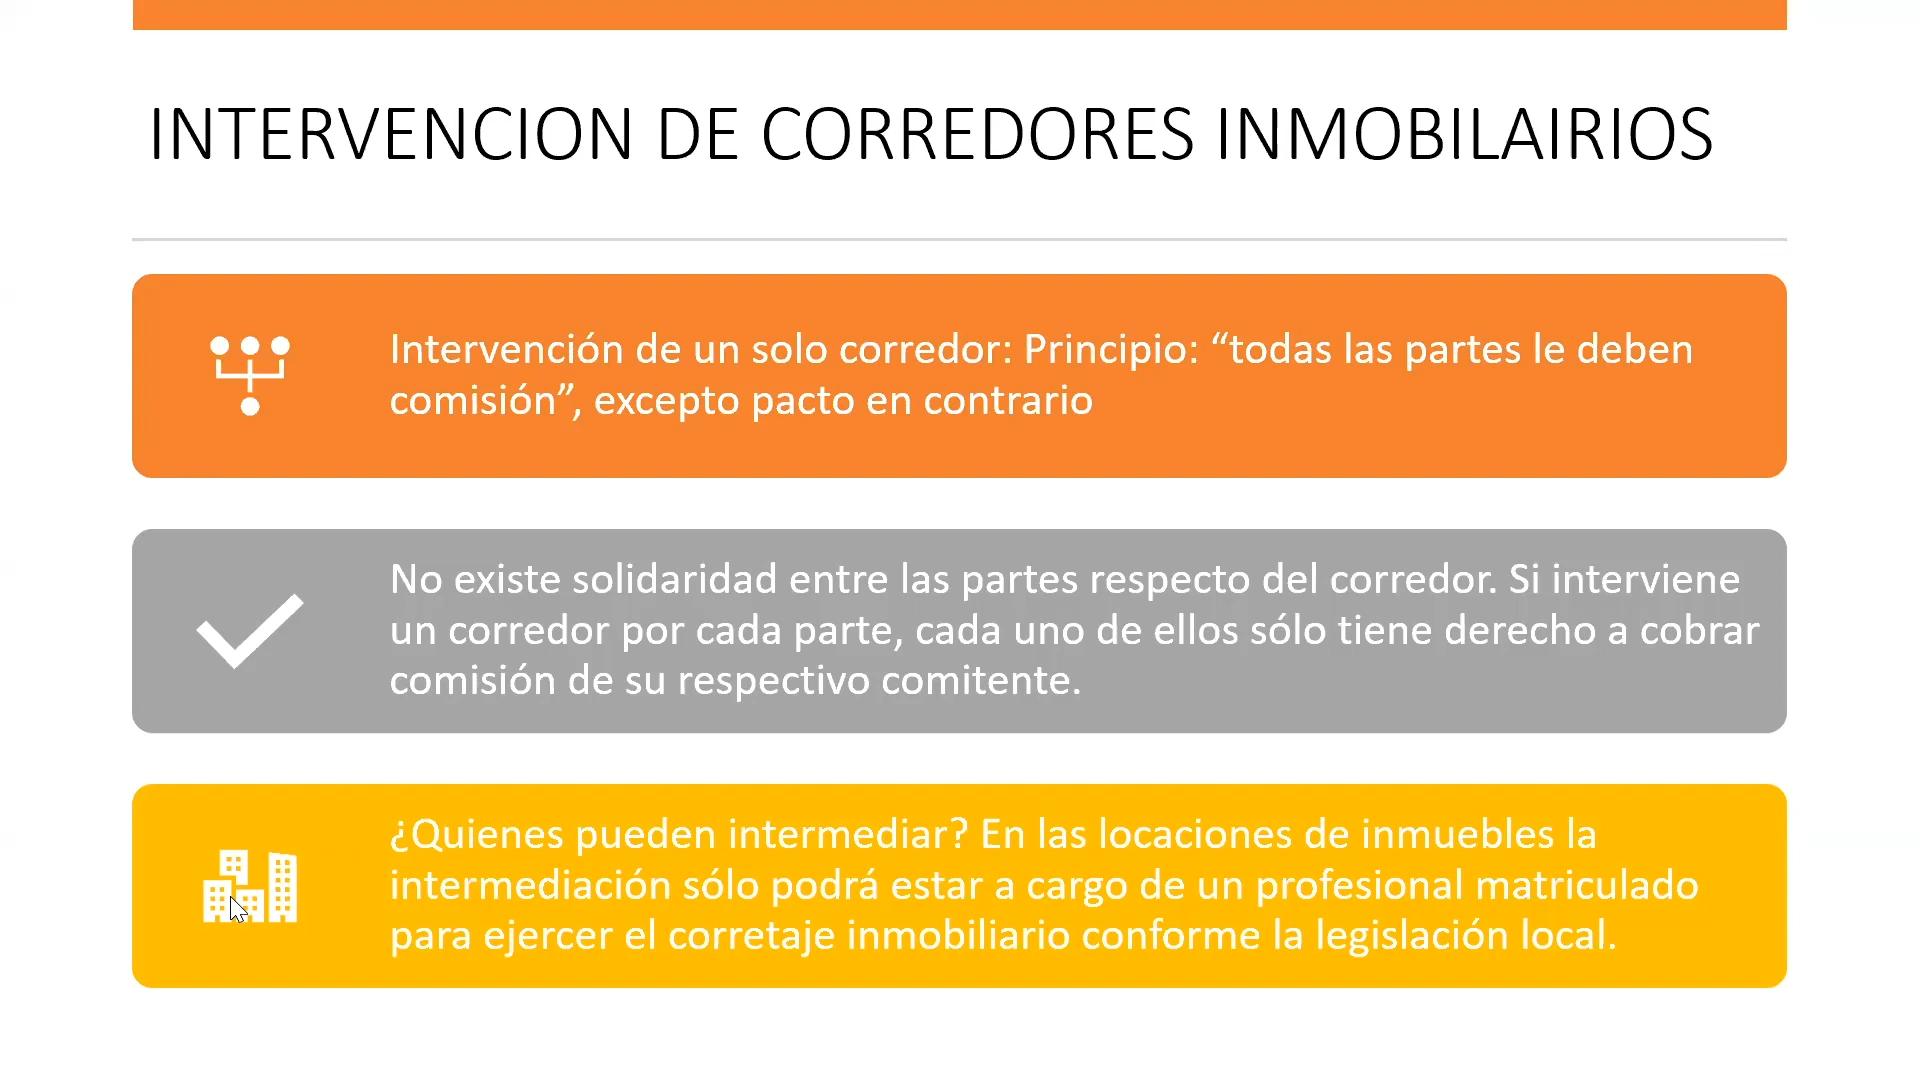 INTERVENCION DE CORREDORES INMOBILAIRIOS
Intervención de un solo corredor: Principio: “todas las partes le deben
comisión”, excepto pacto en contrario
No existe solidaridad entre las partes respecto del corredor. Si interviene
un corredor por cada parte, cada uno de ellos sólo tiene derecho a cobrar
comisión de su respectivo comitente.
¿Quienes pueden intermediar? En las locaciones de inmuebles la
intermediación sólo podrá estar a cargo de un profesional matriculado
para ejercer el corretaje inmobiliario conforme la legislación local.